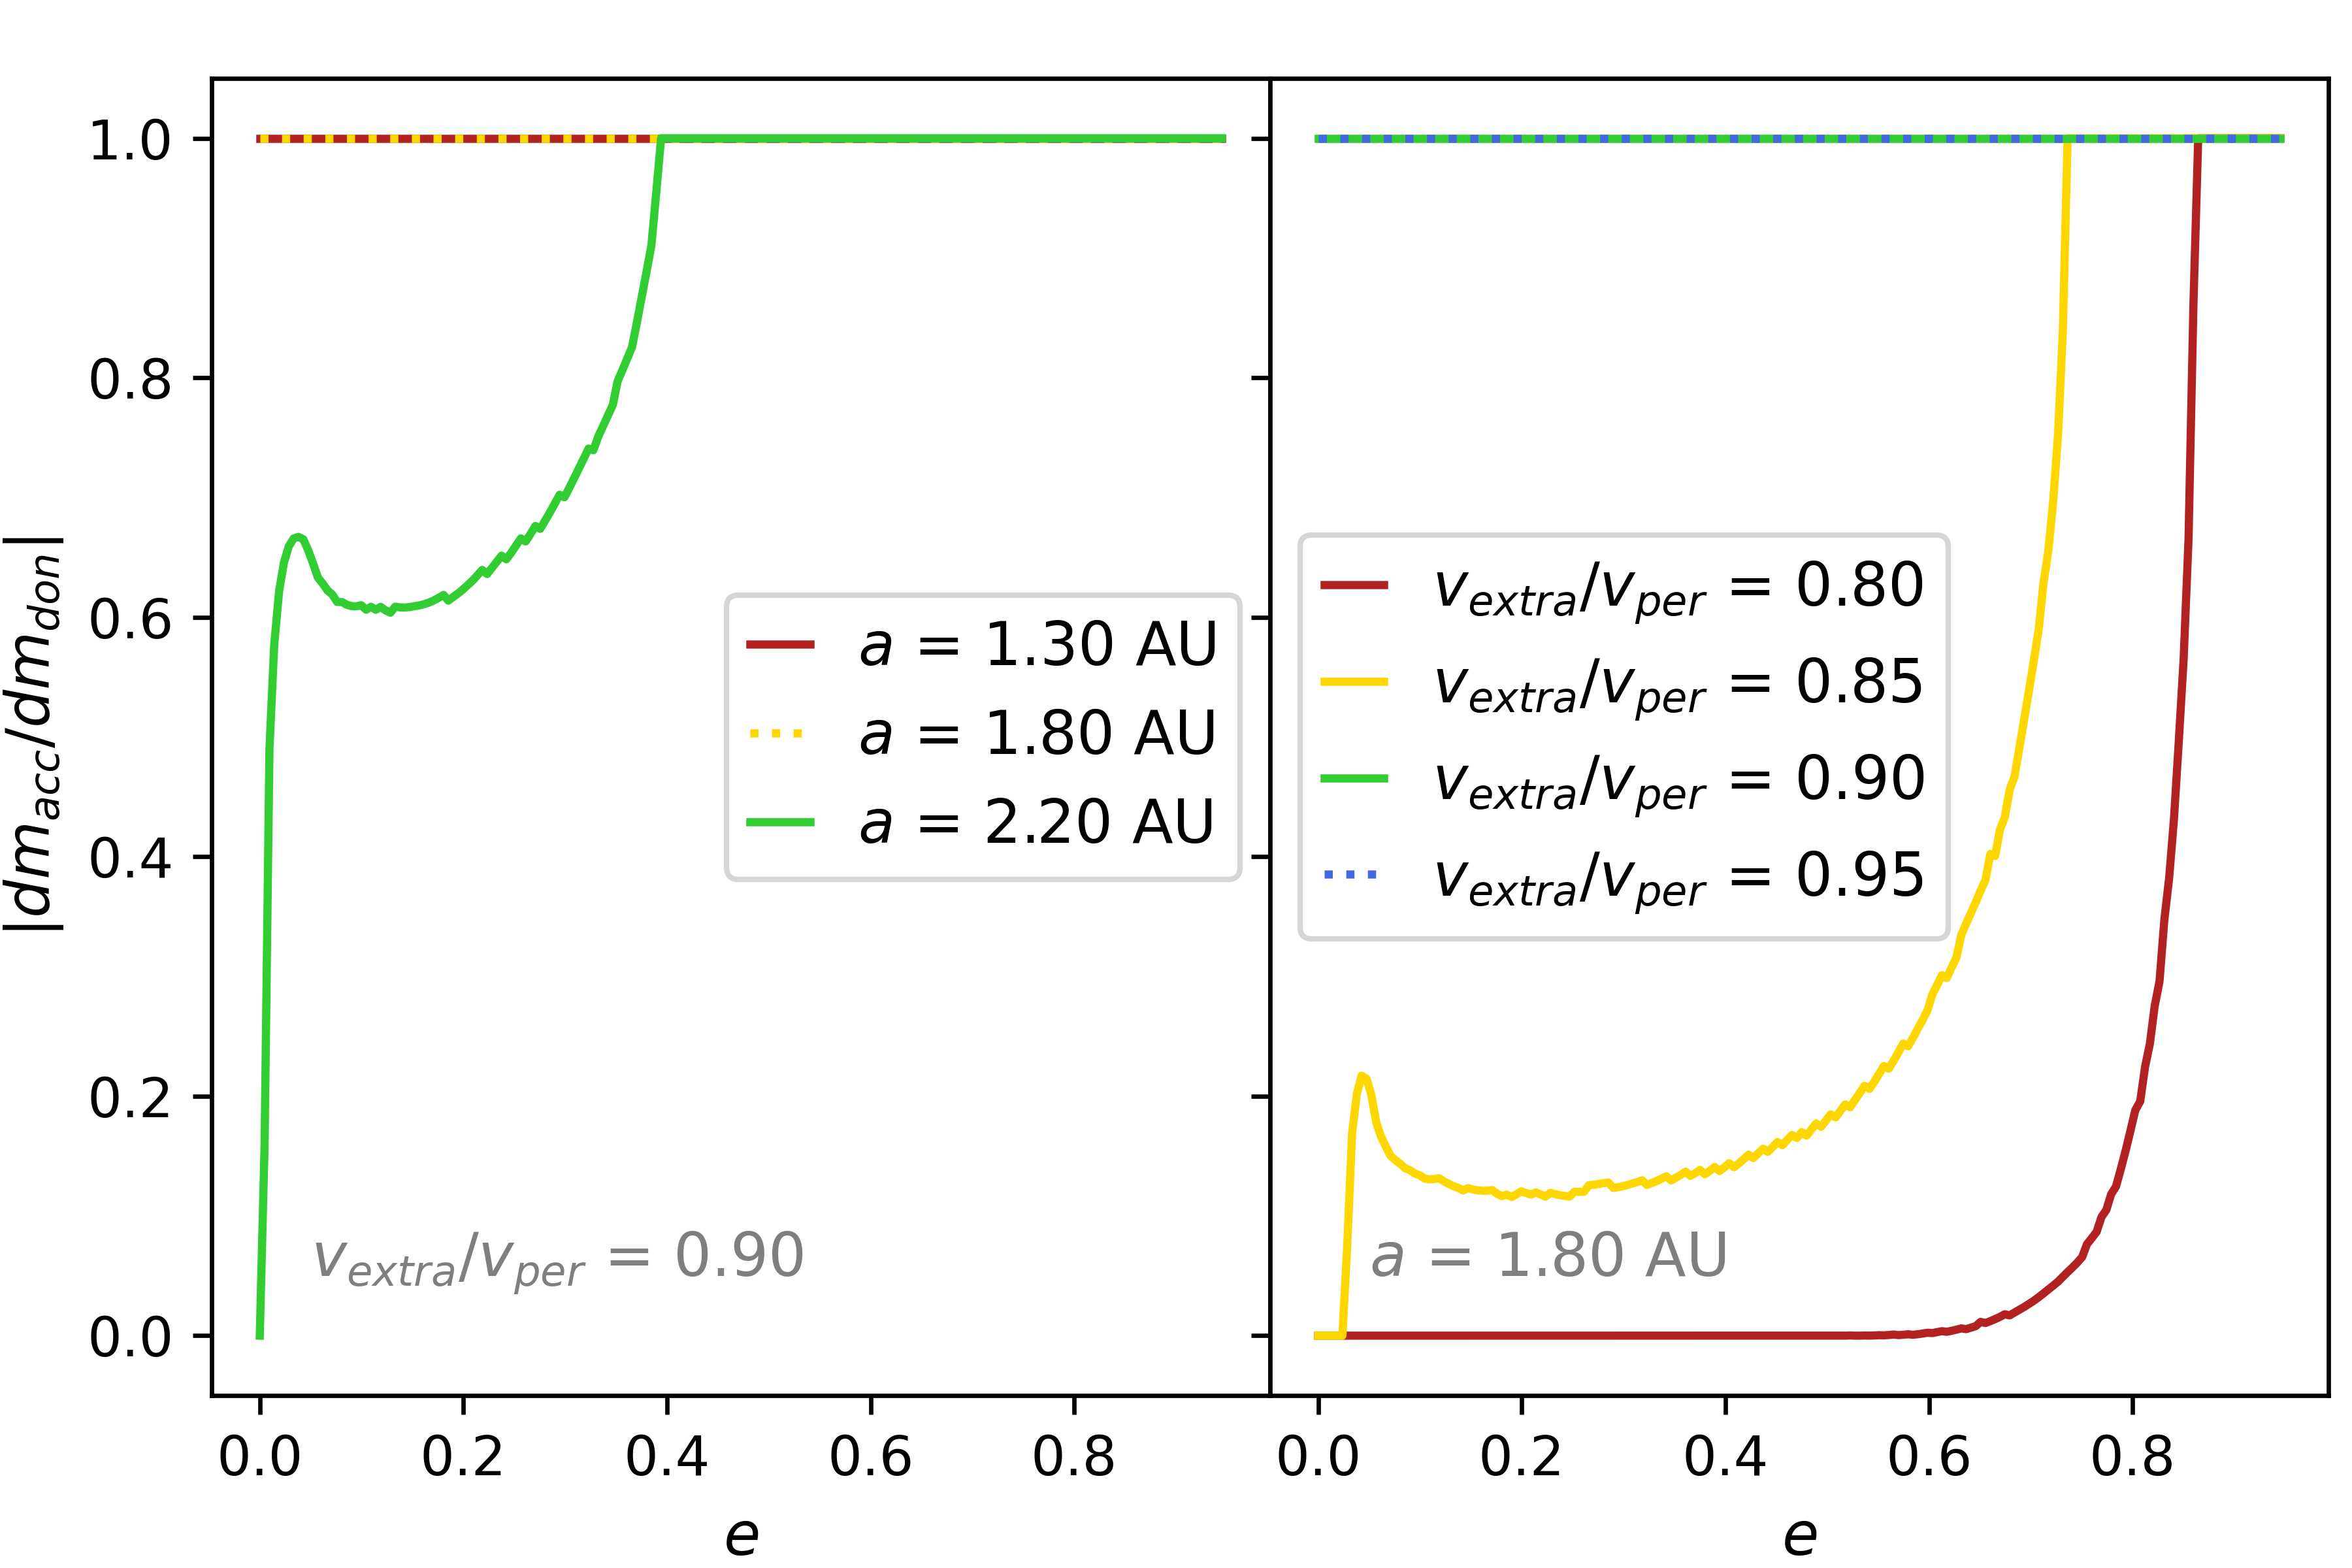 |dm_acc/dm_don|
1.0
0.8
0.6
0.4
0.2
0.0
a = 1.30 AU
a = 1.80 AU
a = 2.20 AU
v_extra/v_per = 0.90
0.0 0.2 0.4 0.6 0.8
e
v_extra/v_per = 0.80
v_extra/v_per = 0.85
v_extra/v_per = 0.90
v_extra/v_per = 0.95
a = 1.80 AU
0.0 0.2 0.4 0.6 0.8
e